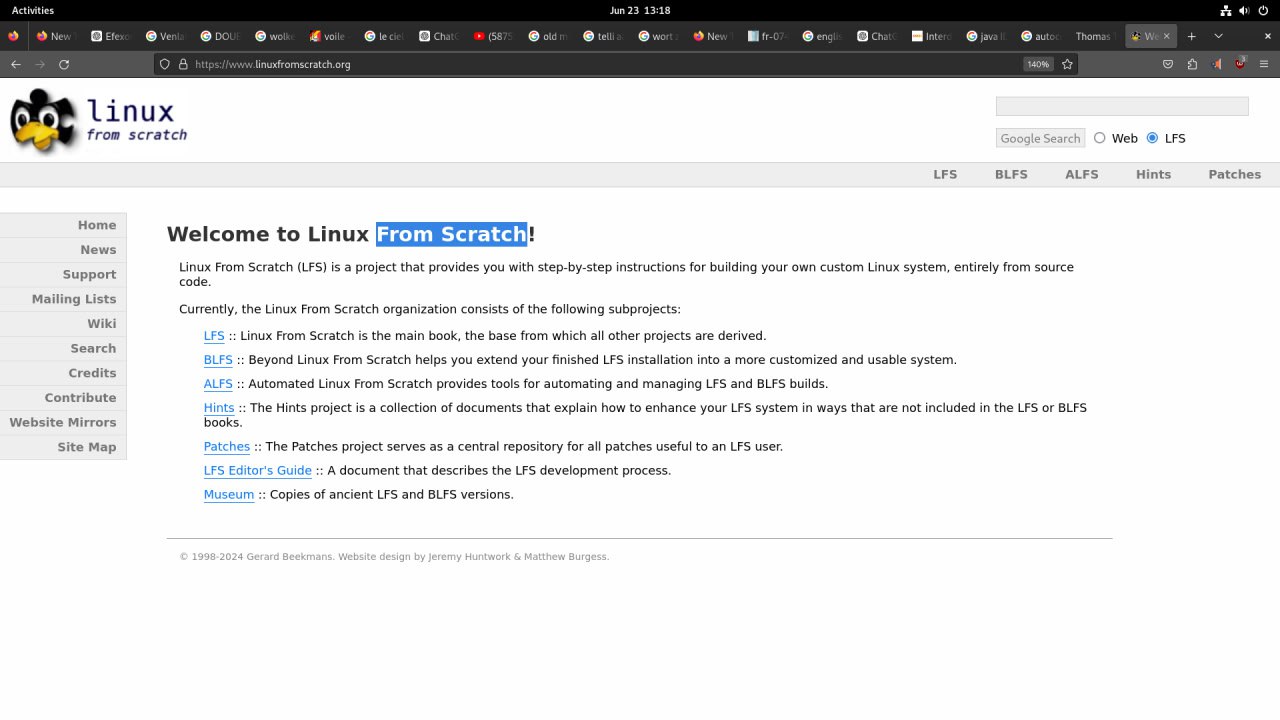 Activities
Jun 23 13:18
New T
Efexo
Venla
DOUE
wolke
voile -
le ciel
ChatG
(5875
old m
telli a
wort z
New T
fr-074
englis
ChatG
Interd
java II
autoc
Thomas T
We
https://www.linuxfromscratch.org
140%
linux
from scratch
Google Search Web LFS
LFS BLFS ALFS Hints Patches
Home
News
Support
Mailing Lists
Wiki
Search
Credits
Contribute
Website Mirrors
Site Map
Welcome to Linux From Scratch!
Linux From Scratch (LFS) is a project that provides you with step-by-step instructions for building your own custom Linux system, entirely from source
code.
Currently, the Linux From Scratch organization consists of the following subprojects:
LFS :: Linux From Scratch is the main book, the base from which all other projects are derived.
BLFS :: Beyond Linux From Scratch helps you extend your finished LFS installation into a more customized and usable system.
ALFS :: Automated Linux From Scratch provides tools for automating and managing LFS and BLFS builds.
Hints :: The Hints project is a collection of documents that explain how to enhance your LFS system in ways that are not included in the LFS or BLFS
books.
Patches :: The Patches project serves as a central repository for all patches useful to an LFS user.
LFS Editor's Guide :: A document that describes the LFS development process.
Museum :: Copies of ancient LFS and BLFS versions.
© 1998-2024 Gerard Beekmans. Website design by Jeremy Huntwork & Matthew Burgess.